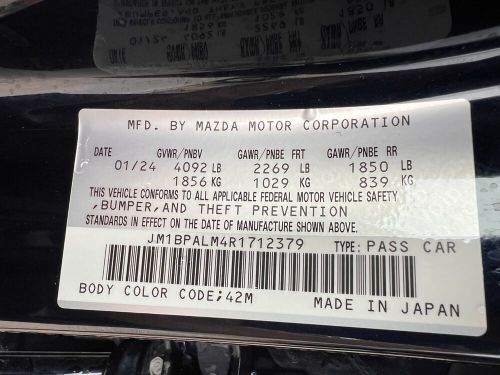 MFD. BY MAZDA MOTOR CORPORATION
DATE GVWR/PNBV GAWR/PNBE FRT GAWR/PNBE RR
01/24 4092 LB 2269 LB 1850 LB
1856 KG 1029 KG 839 KG
THIS VEHICLE CONFORMS TO ALL APPLICABLE FEDERAL MOTOR VEHICLE SAFETY
,BUMPER,AND THEFT PREVENTION
STANDARDS IN EFFECT ON THE DATE OF MANUFACTURE SHOWN ABOVE.
JM1BPALM4R1712379 TYPE: PASS CAR
BODY COLOR CODE;42M MADE IN JAPAN